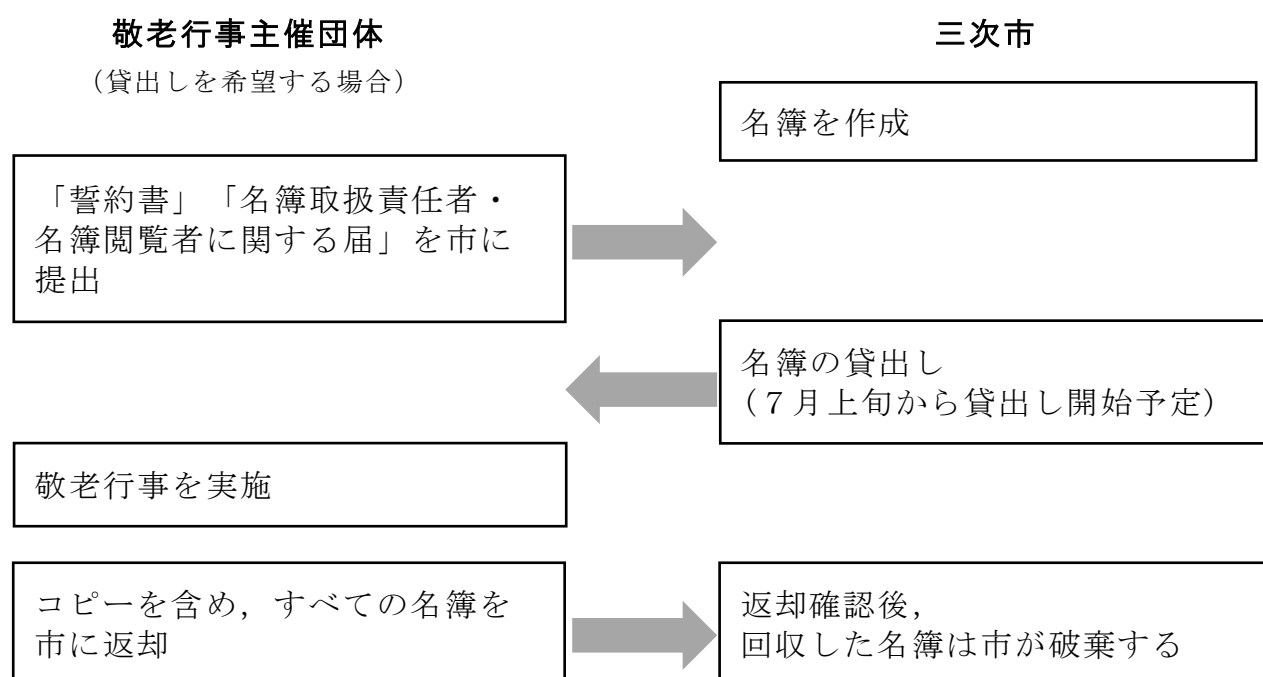 敬老行事主催団体
三次市
（貸出しを希望する場合）
名簿を作成
「誓約書」「名簿取扱責任者・
名簿閲覧者に関する届」を市に
提出
名簿の貸出し
（７月上旬から貸出し開始予定）
敬老行事を実施
コピーを含め，すべての名簿を
市に返却
返却確認後，
回収した名簿は市が破棄する